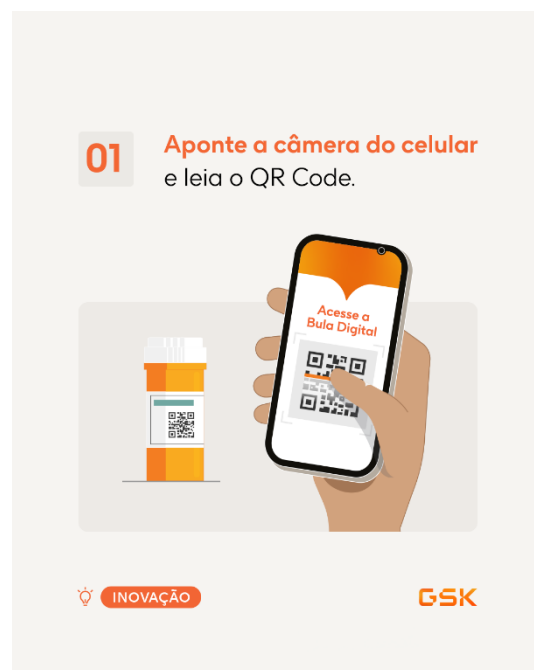 01
Aponte a câmera do celular
e leia o QR Code.
Acesse a
Bula Digital
INOVAÇÃO
GSK